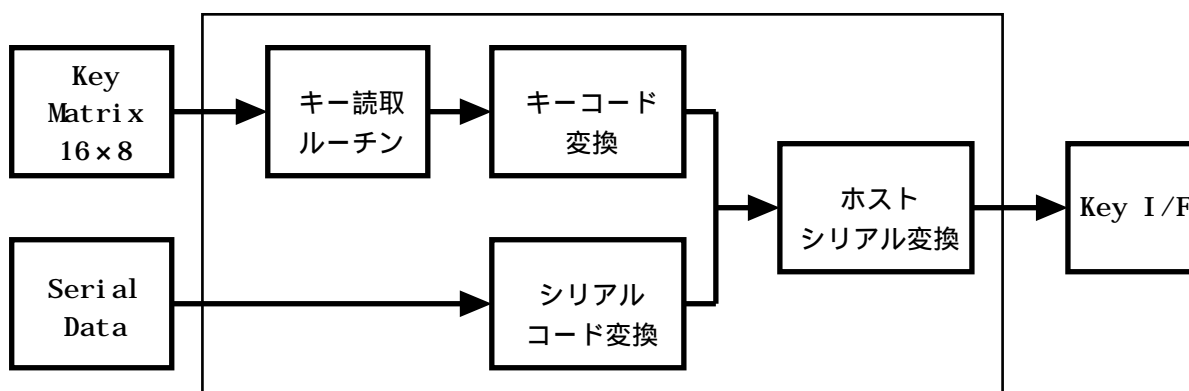 Key
Matrix
16×8
キー読取
ルーチン
キーコード
変換
ホスト
シリアル変換
Key I/F
Serial
Data
シリアル
コード変換